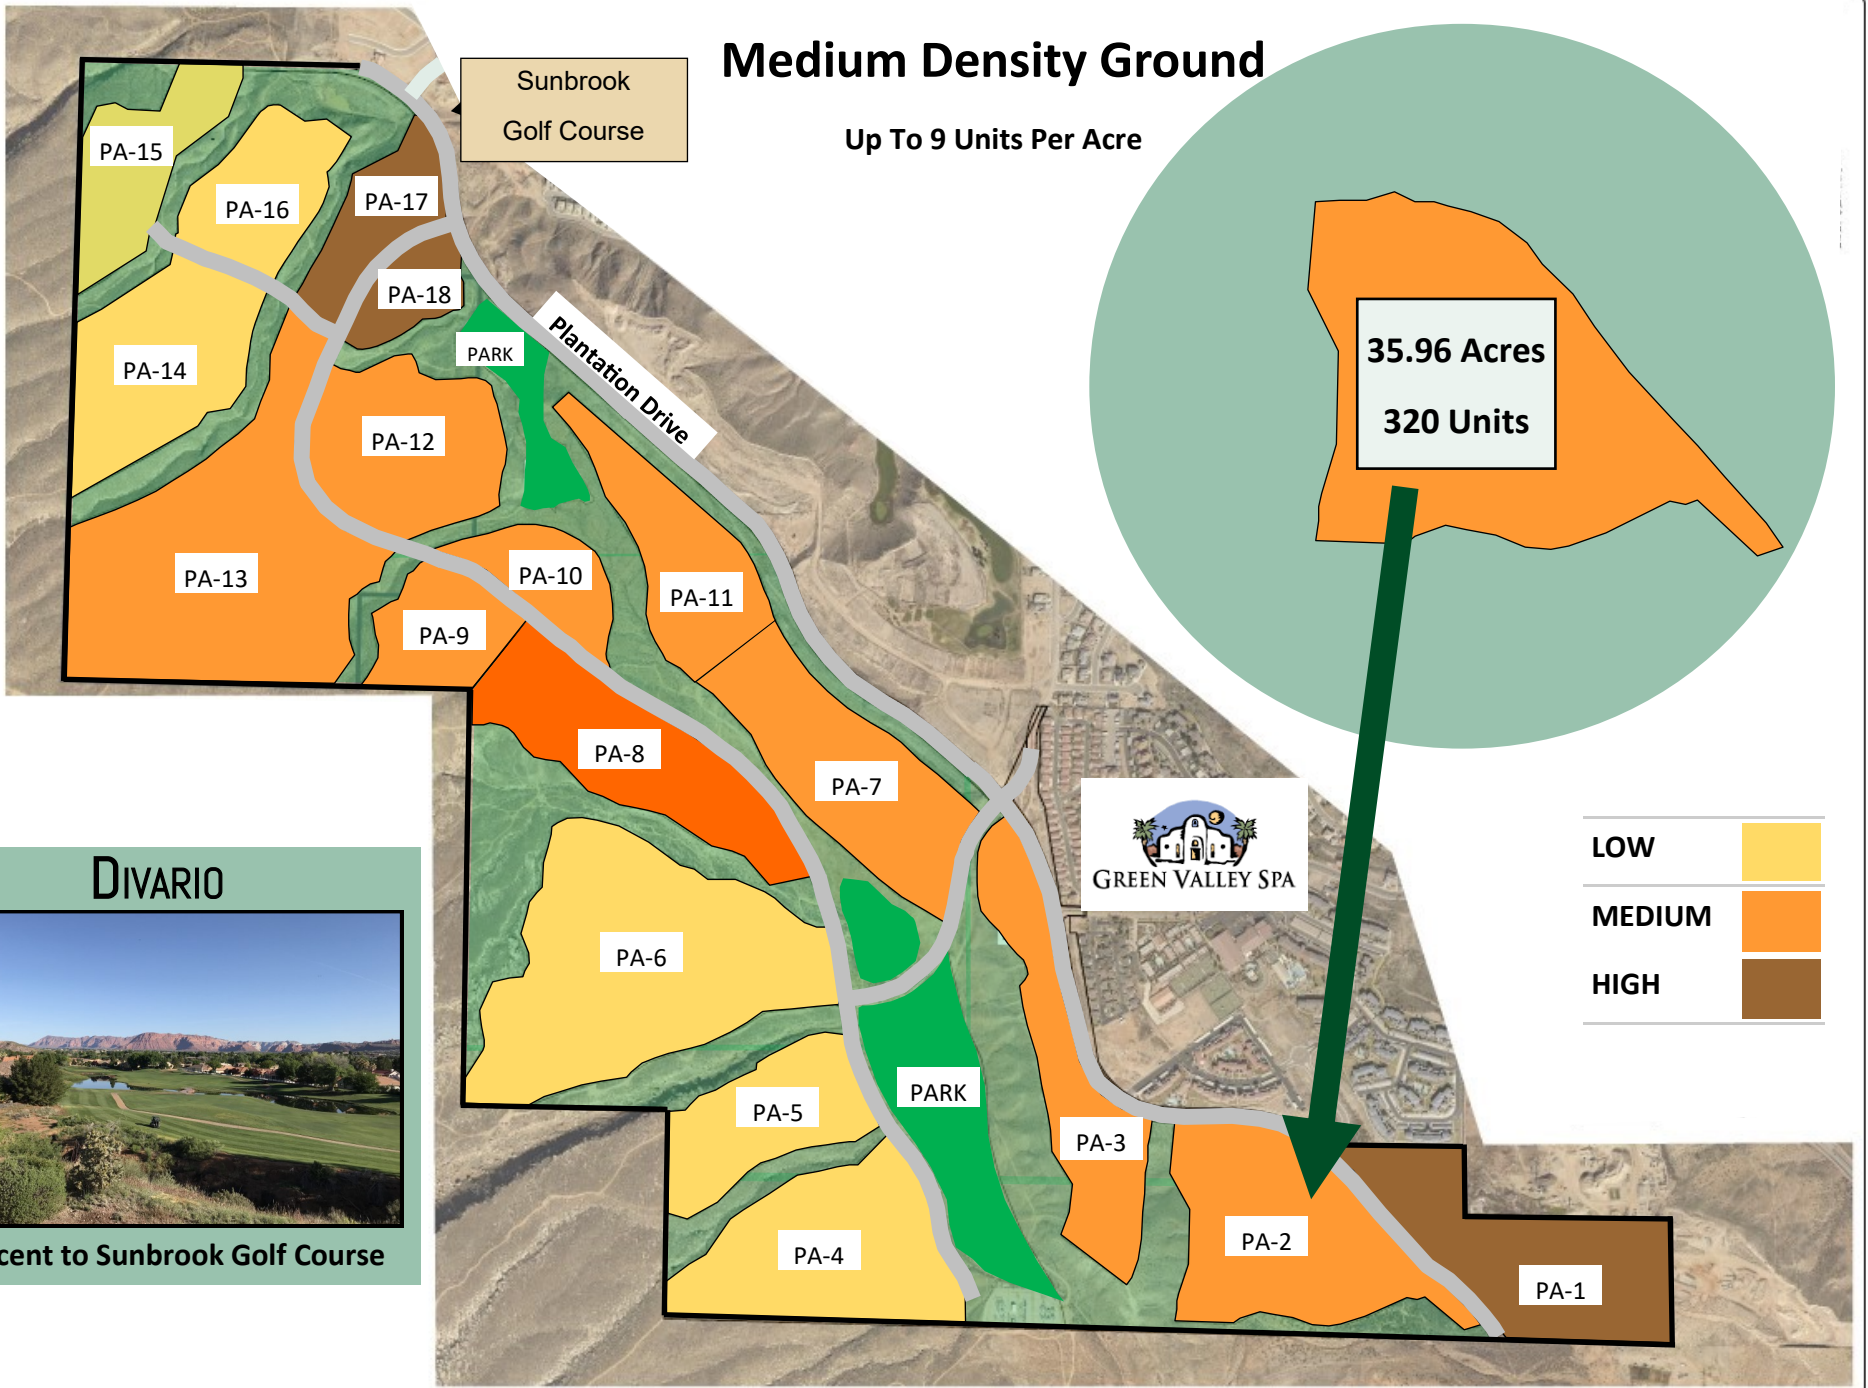 Medium Density Ground
Up To 9 Units Per Acre
Sunbrook
Golf Course
PA-15
PA-16
PA-17
PA-18
PARK
Plantation Drive
PA-14
PA-12
PA-13
PA-10
PA-11
PA-9
PA-8
PA-7
35.96 Acres
320 Units
GREEN VALLEY SPA
LOW
MEDIUM
HIGH
DIVARIO
cent to Sunbrook Golf Course
PA-6
PA-5
PARK
PA-3
PA-4
PA-2
PA-1